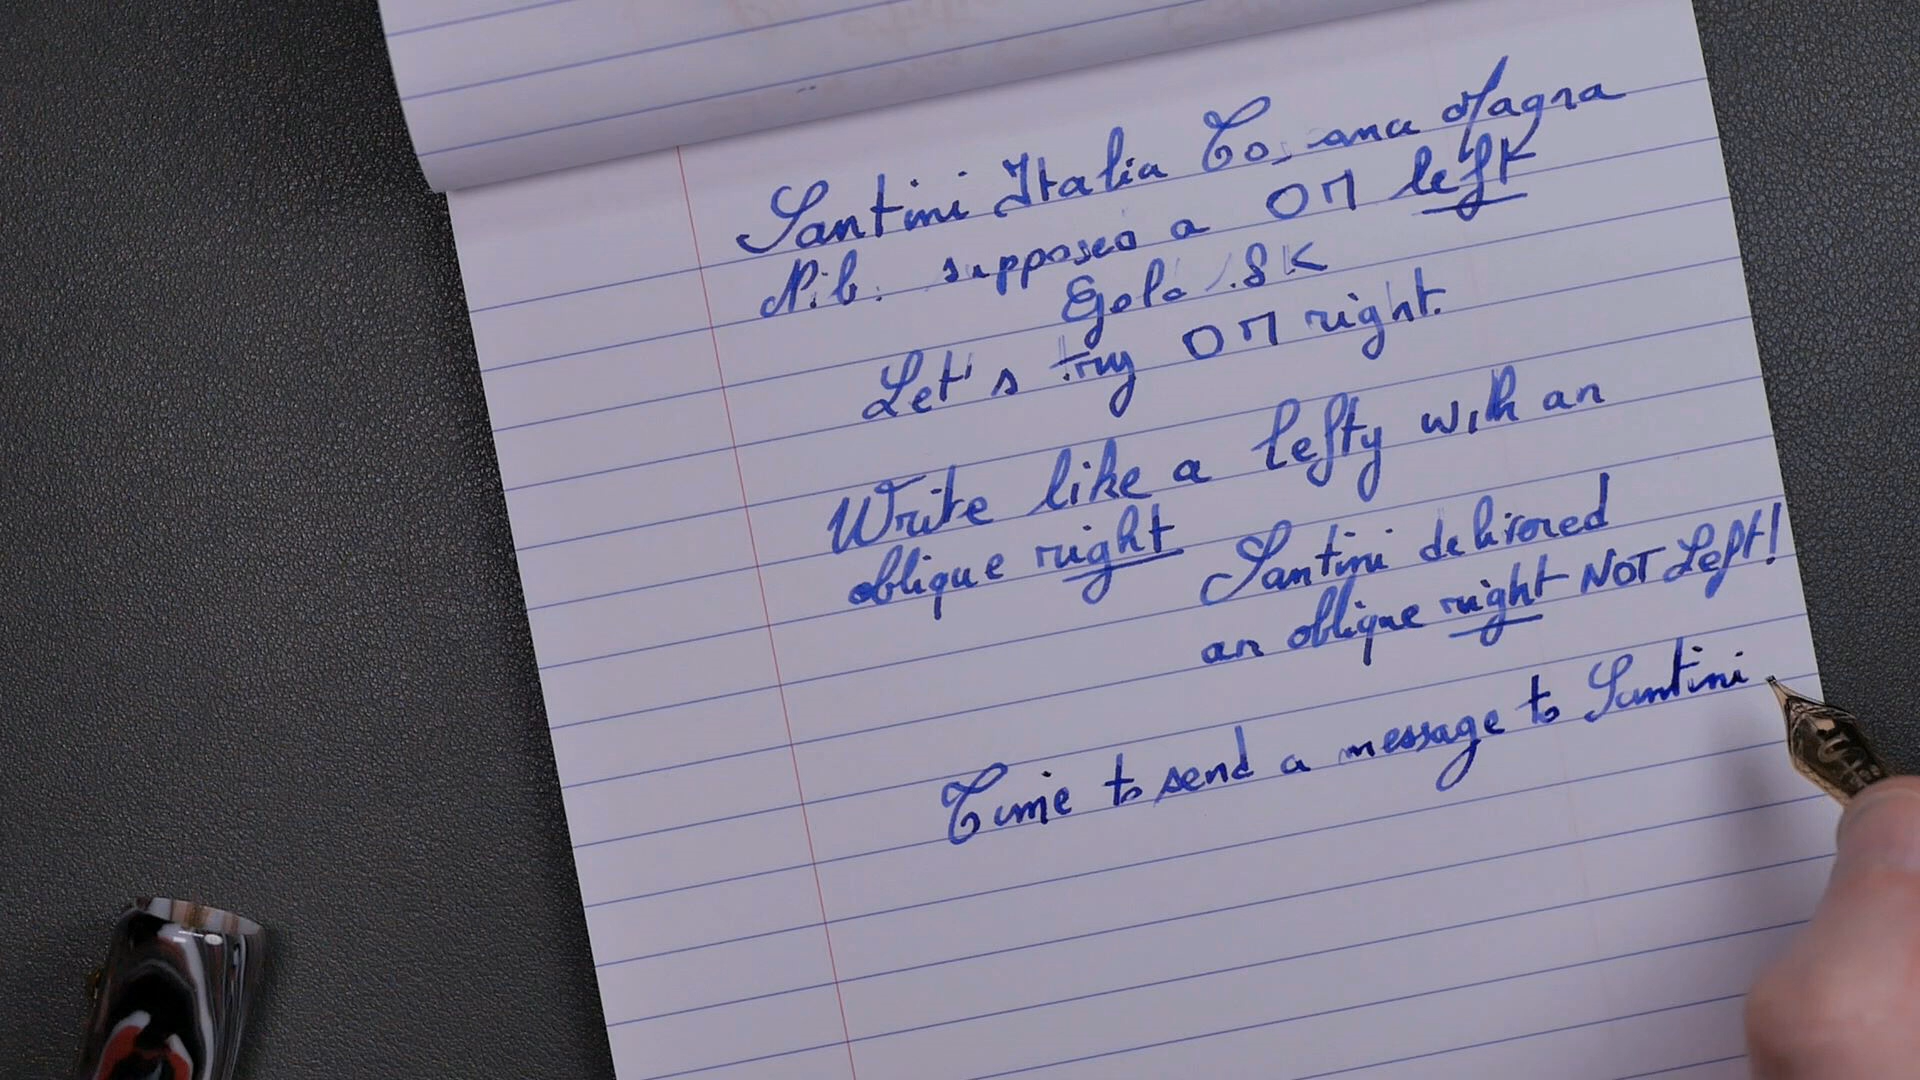 Santini Italia Toscana Magna
Nib. supposed a OM left
Gold 18K
Let's try OM right.
Write like a lefty with an
oblique right
Santini delivered
an oblique right NOT Left!
Time to send a message to Santini